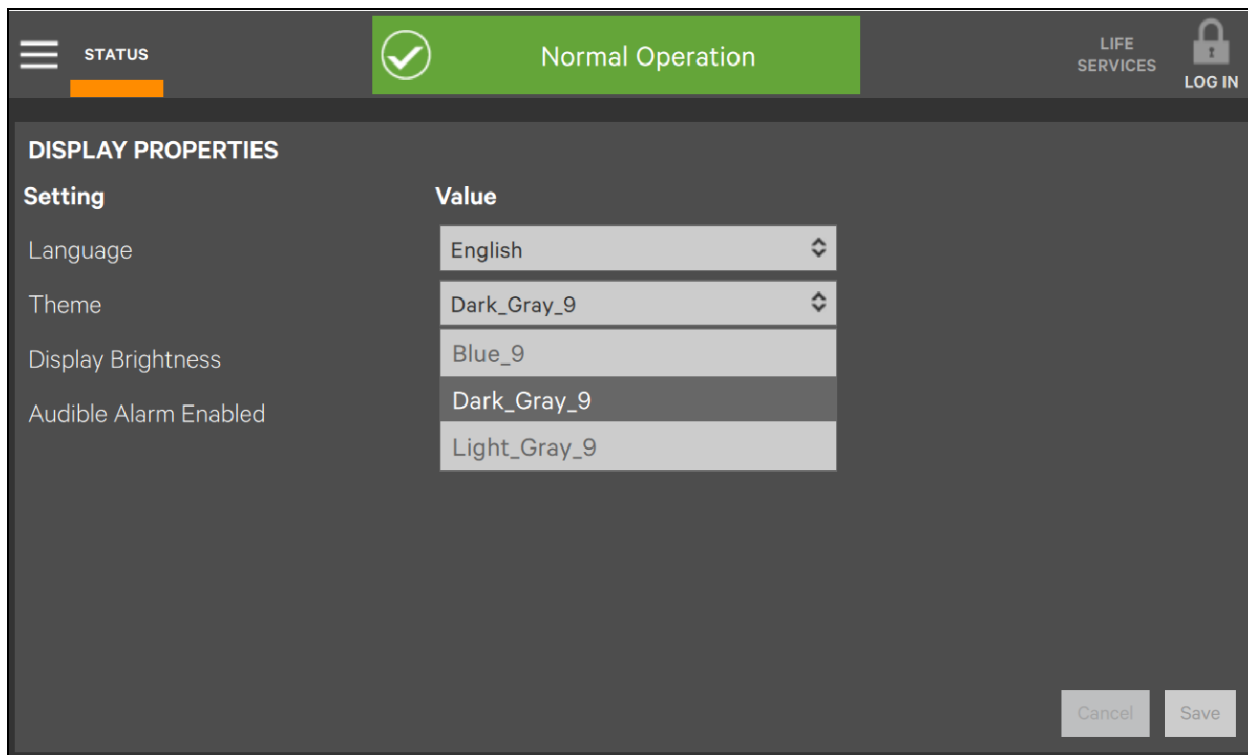 STATUS
Normal Operation
LIFE
SERVICES
LOG IN
DISPLAY PROPERTIES
Setting Value
Language English
Theme Dark_Gray_9
Display Brightness Blue_9
Dark_Gray_9
Audible Alarm Enabled
Light_Gray_9
Cancel Save